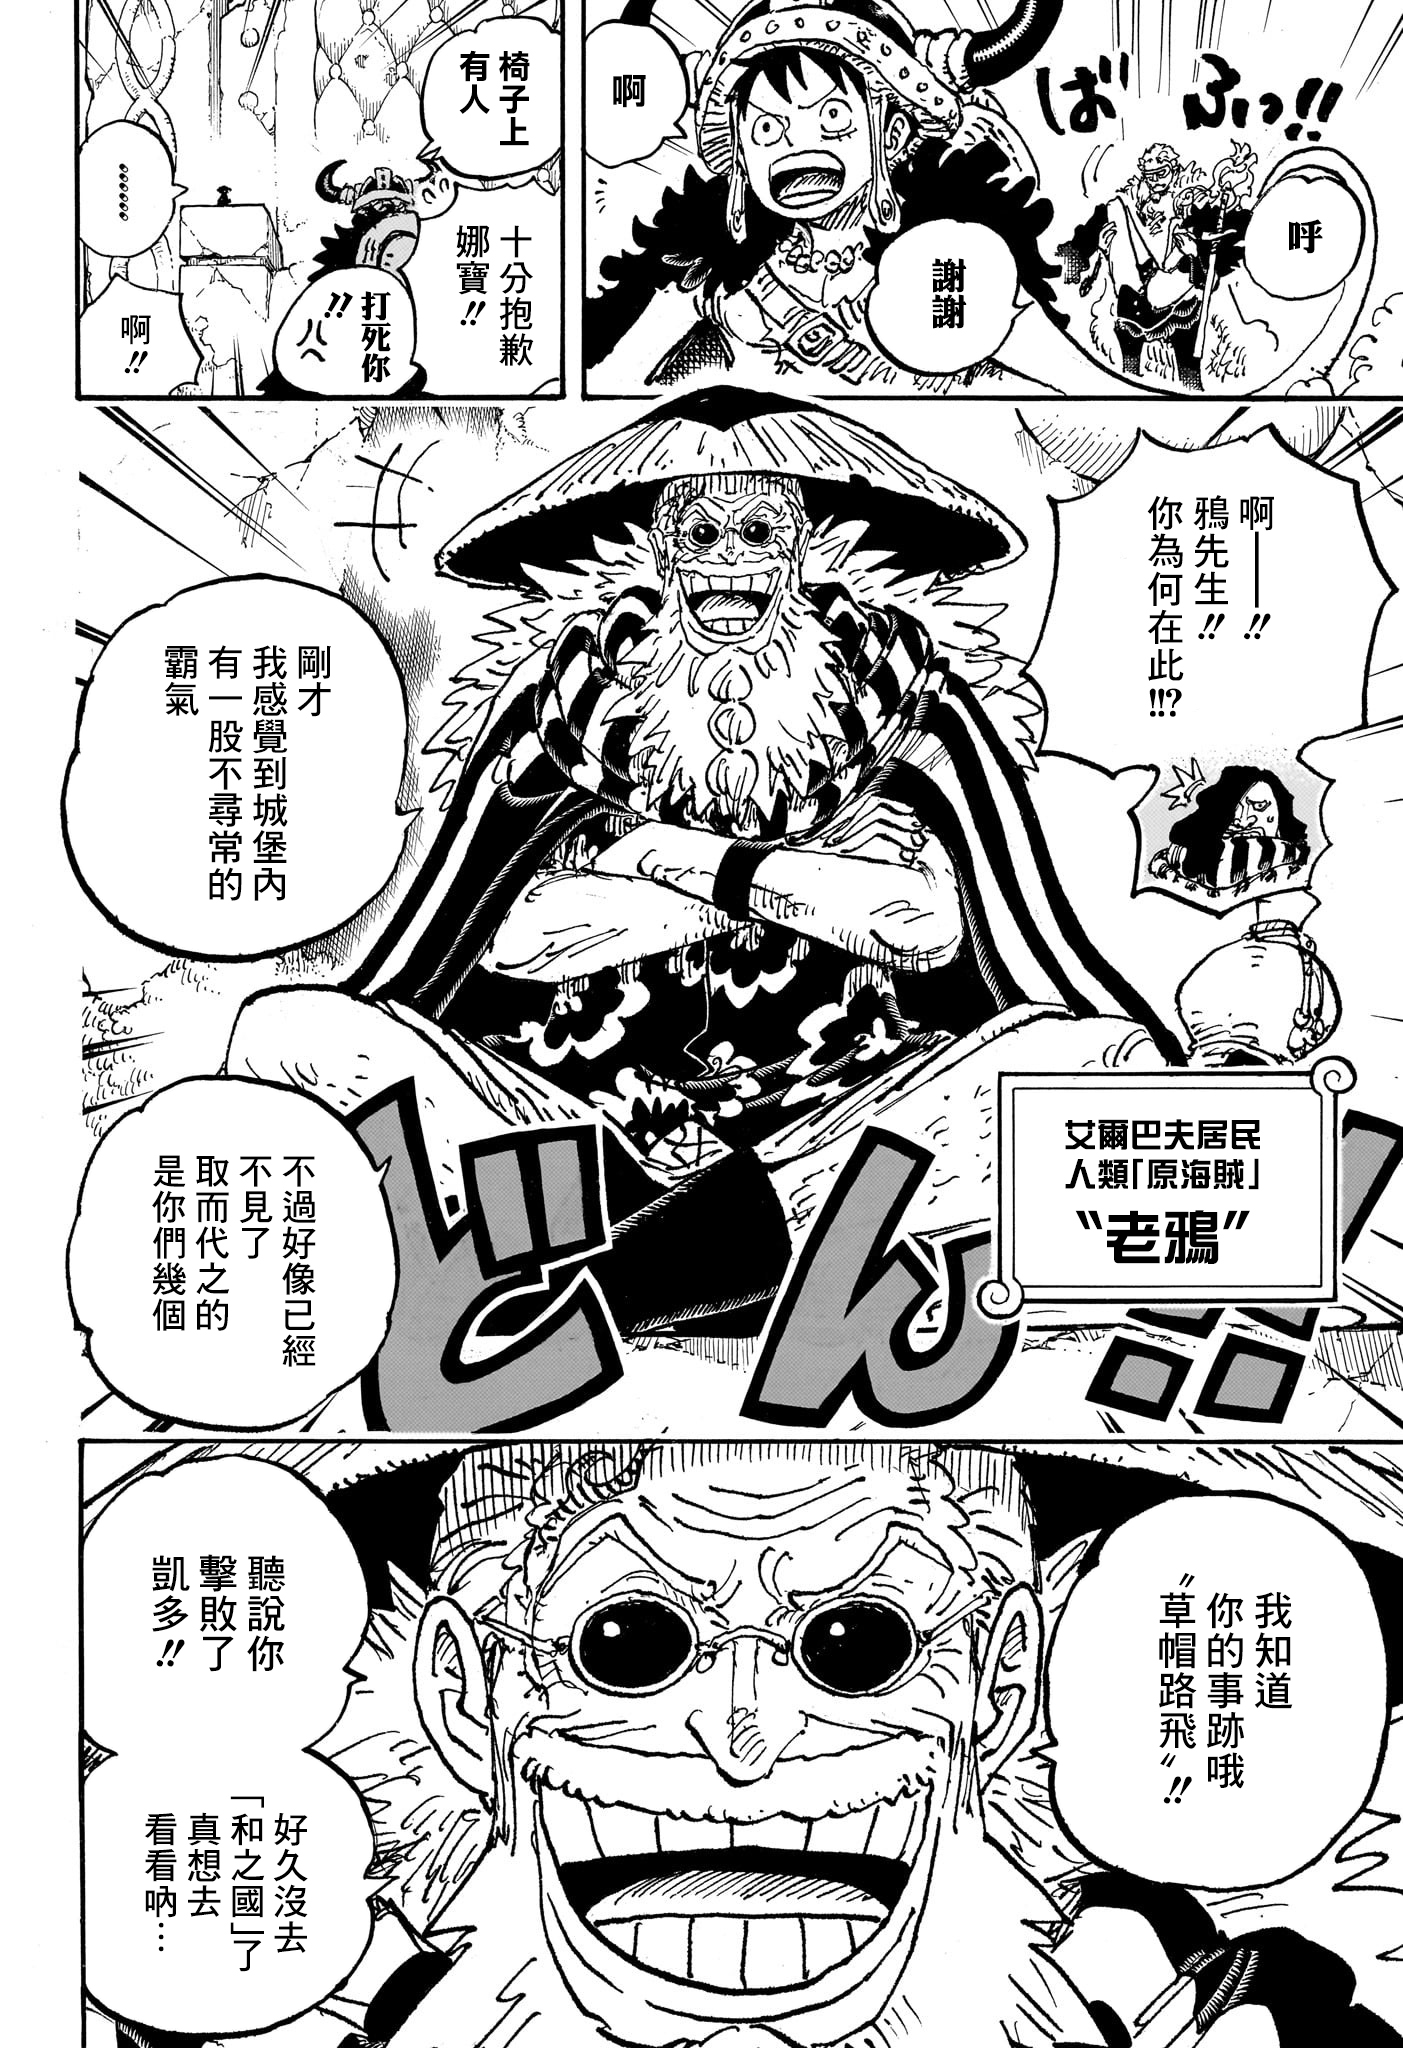 呼
ばふっ!!
謝謝
啊
椅子上
有人
十分抱歉
娜寶!!
打死你
!!
……
啊!!
啊——!!
鴉先生!!
你為何在此!!?
剛才
我感覺到城堡內
有一股不尋常的
霸氣
艾爾巴夫居民
人類「原海賊」
“老鴉”
どん!!
不過好像已經
不見了
取而代之的
是你們幾個
我知道
你的事跡哦
“草帽路飛”!!
聽說你
擊敗了
凱多!!
好久沒去
「和之國」了
真想去
看看吶…